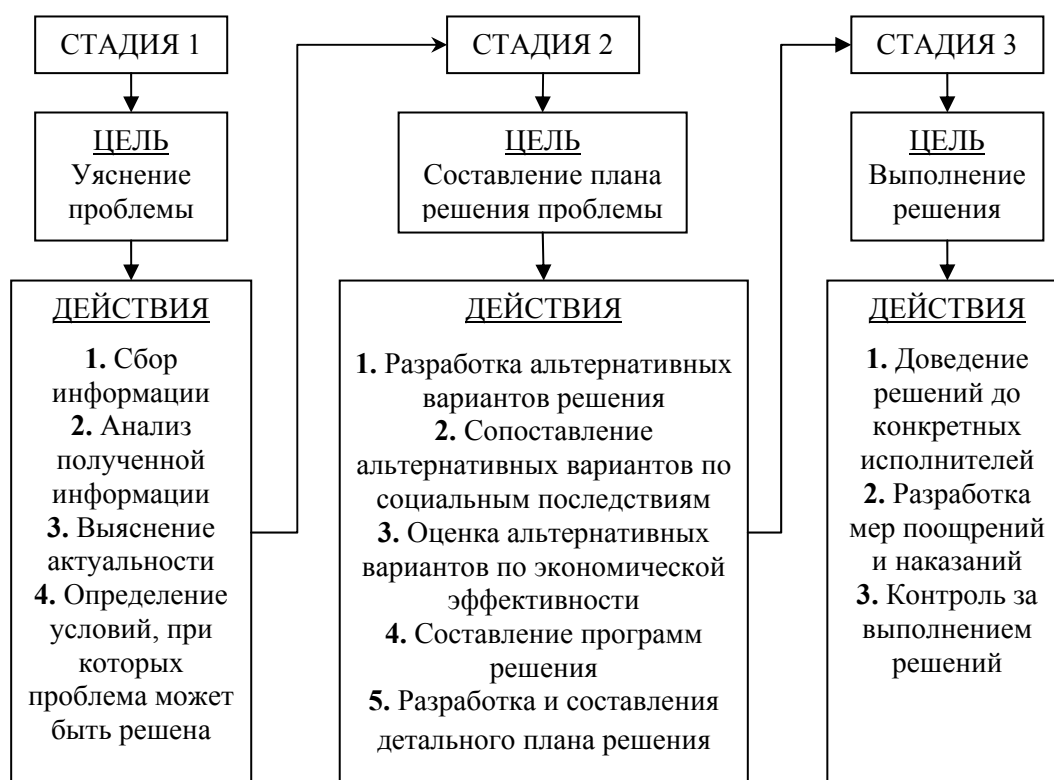 СТАДИЯ 1
ЦЕЛЬ
Уяснение
проблемы
ДЕЙСТВИЯ
1. Сбор
информации
2. Анализ
полученной
информации
3. Выяснение
актуальности
4. Определение
условий, при
которых
проблема может
быть решена
СТАДИЯ 2
ЦЕЛЬ
Составление плана
решения проблемы
ДЕЙСТВИЯ
1. Разработка альтернативных
вариантов решения
2. Сопоставление
альтернативных вариантов по
социальным последствиям
3. Оценка альтернативных
вариантов по экономической
эффективности
4. Составление программ
решения
5. Разработка и составления
детального плана решения
СТАДИЯ 3
ЦЕЛЬ
Выполнение
решения
ДЕЙСТВИЯ
1. Доведение
решений до
конкретных
исполнителей
2. Разработка
мер поощрений
и наказаний
3. Контроль за
выполнением
решений